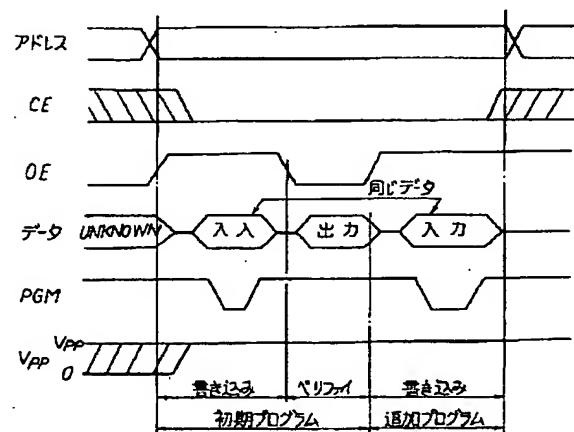 アドレス
CE
OE
同じデータ
データ UNKNOWN 入入 出力 入力
PGM
VPP VPP
0
書き込み ベリファイ 書き込み
初期プログラム 追加プログラム